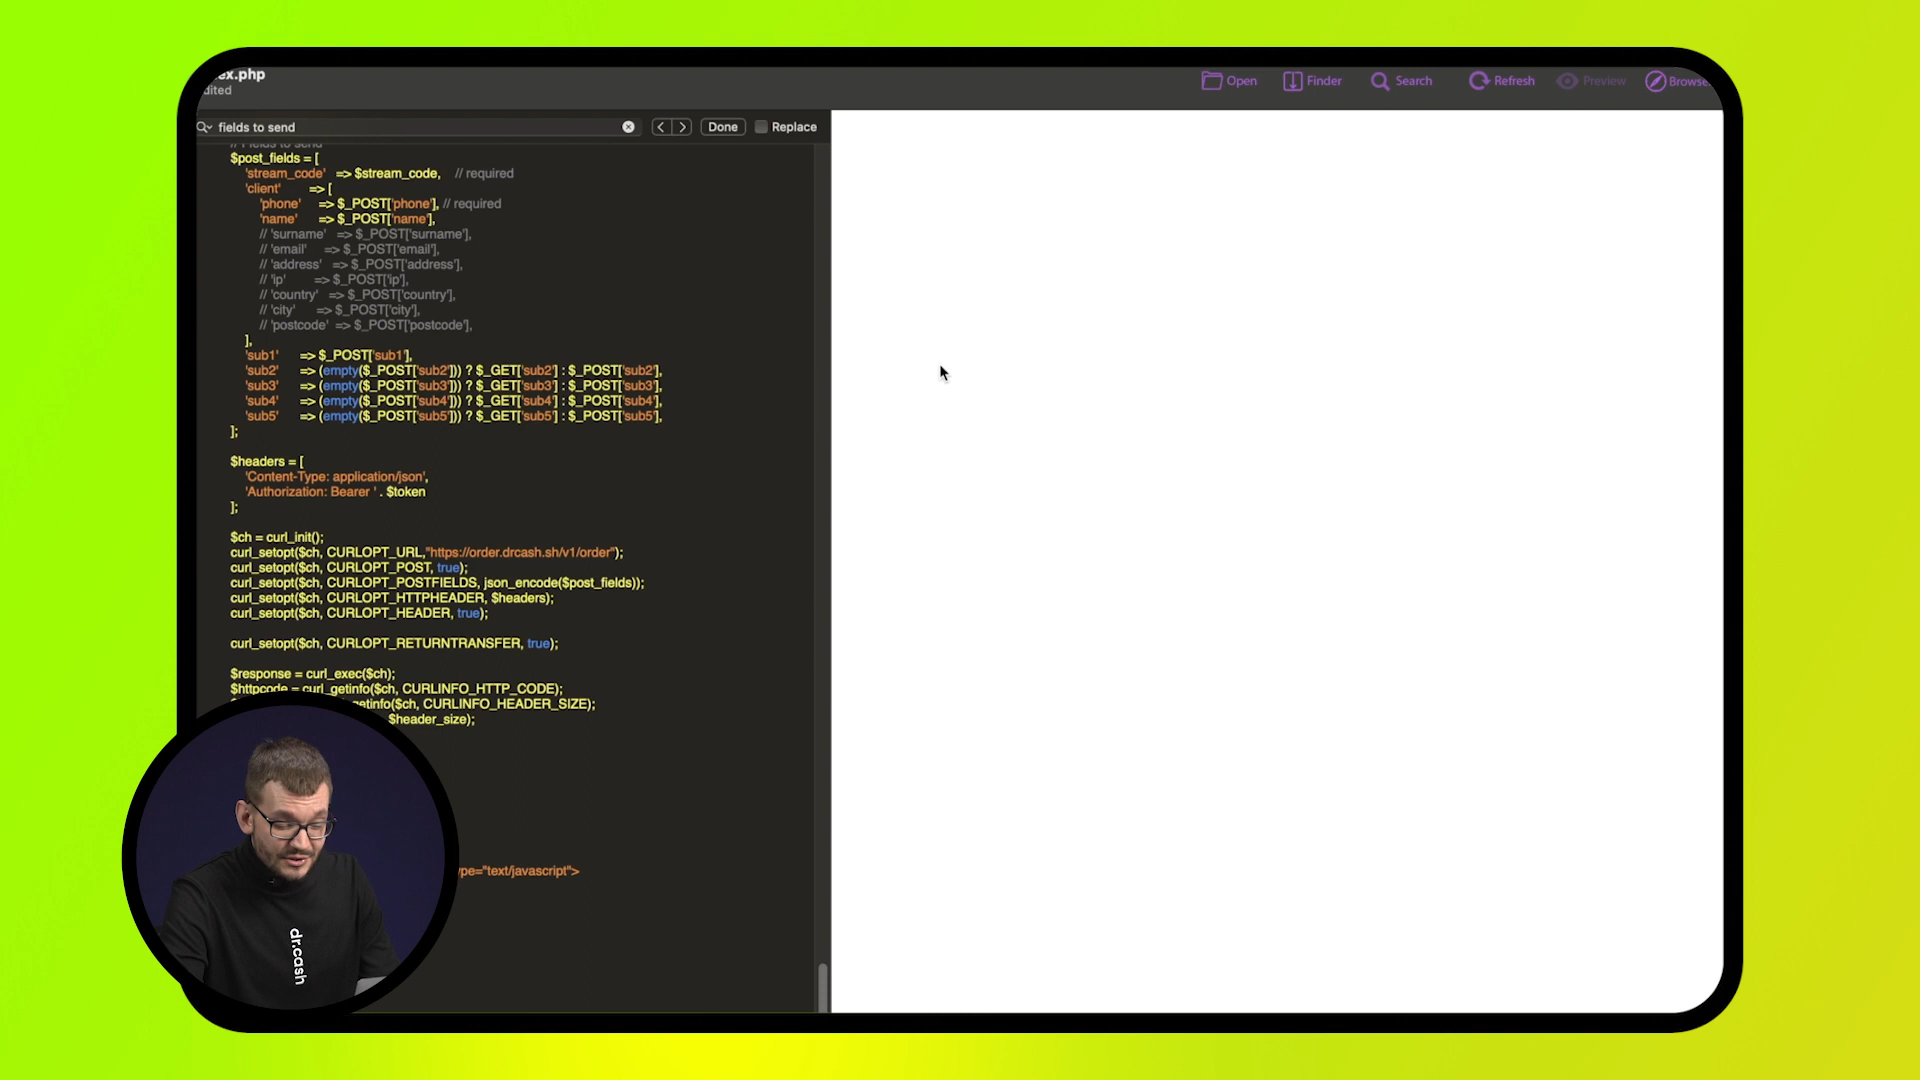 ex.php
dited
Open
Finder
Search
Refresh
Preview
Browse
fields to send
Done
Replace
// Fields to send
$post_fields = [
'stream_code' => $stream_code, // required
'client' => [
'phone' => $_POST['phone'], // required
'name' => $_POST['name'],
// 'surname' => $_POST['surname'],
// 'email' => $_POST['email'],
// 'address' => $_POST['address'],
// 'ip' => $_POST['ip'],
// 'country' => $_POST['country'],
// 'city' => $_POST['city'],
// 'postcode' => $_POST['postcode'],
],
'sub1' => $_POST['sub1'],
'sub2' => (empty($_POST['sub2'])) ? $_GET['sub2'] : $_POST['sub2'],
'sub3' => (empty($_POST['sub3'])) ? $_GET['sub3'] : $_POST['sub3'],
'sub4' => (empty($_POST['sub4'])) ? $_GET['sub4'] : $_POST['sub4'],
'sub5' => (empty($_POST['sub5'])) ? $_GET['sub5'] : $_POST['sub5'],
];
$headers = [
'Content-Type: application/json',
'Authorization: Bearer ' . $token
];
$ch = curl_init();
curl_setopt($ch, CURLOPT_URL,"https://order.drcash.sh/v1/order");
curl_setopt($ch, CURLOPT_POST, true);
curl_setopt($ch, CURLOPT_POSTFIELDS, json_encode($post_fields));
curl_setopt($ch, CURLOPT_HTTPHEADER, $headers);
curl_setopt($ch, CURLOPT_HEADER, true);
curl_setopt($ch, CURLOPT_RETURNTRANSFER, true);
$response = curl_exec($ch);
$httpcode = curl_getinfo($ch, CURLINFO_HTTP_CODE);
getinfo($ch, CURLINFO_HEADER_SIZE);
$header_size);
ype="text/javascript">
dr.cash